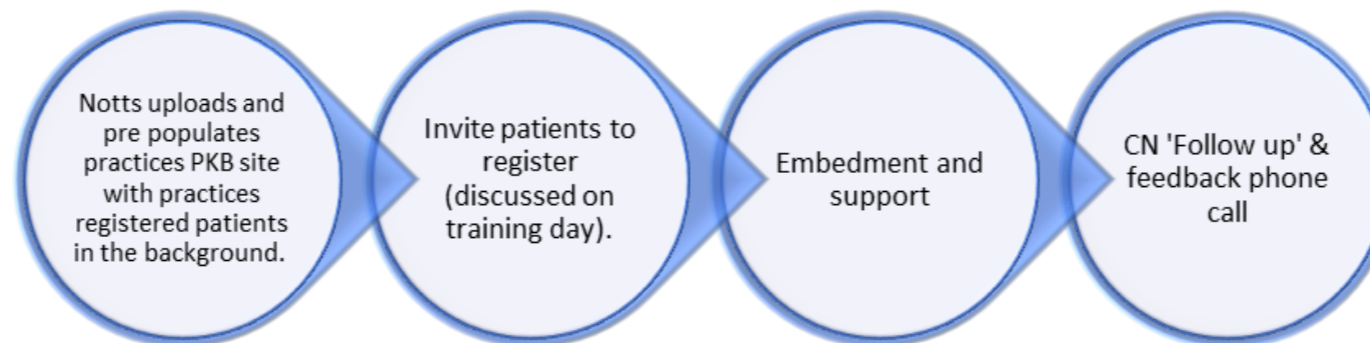 Notts uploads and
pre populates
practices PKB site
with practices
registered patients
in the background.
Invite patients to
register
(discussed on
training day).
Embedment and
support
CN 'Follow up' &
feedback phone
call